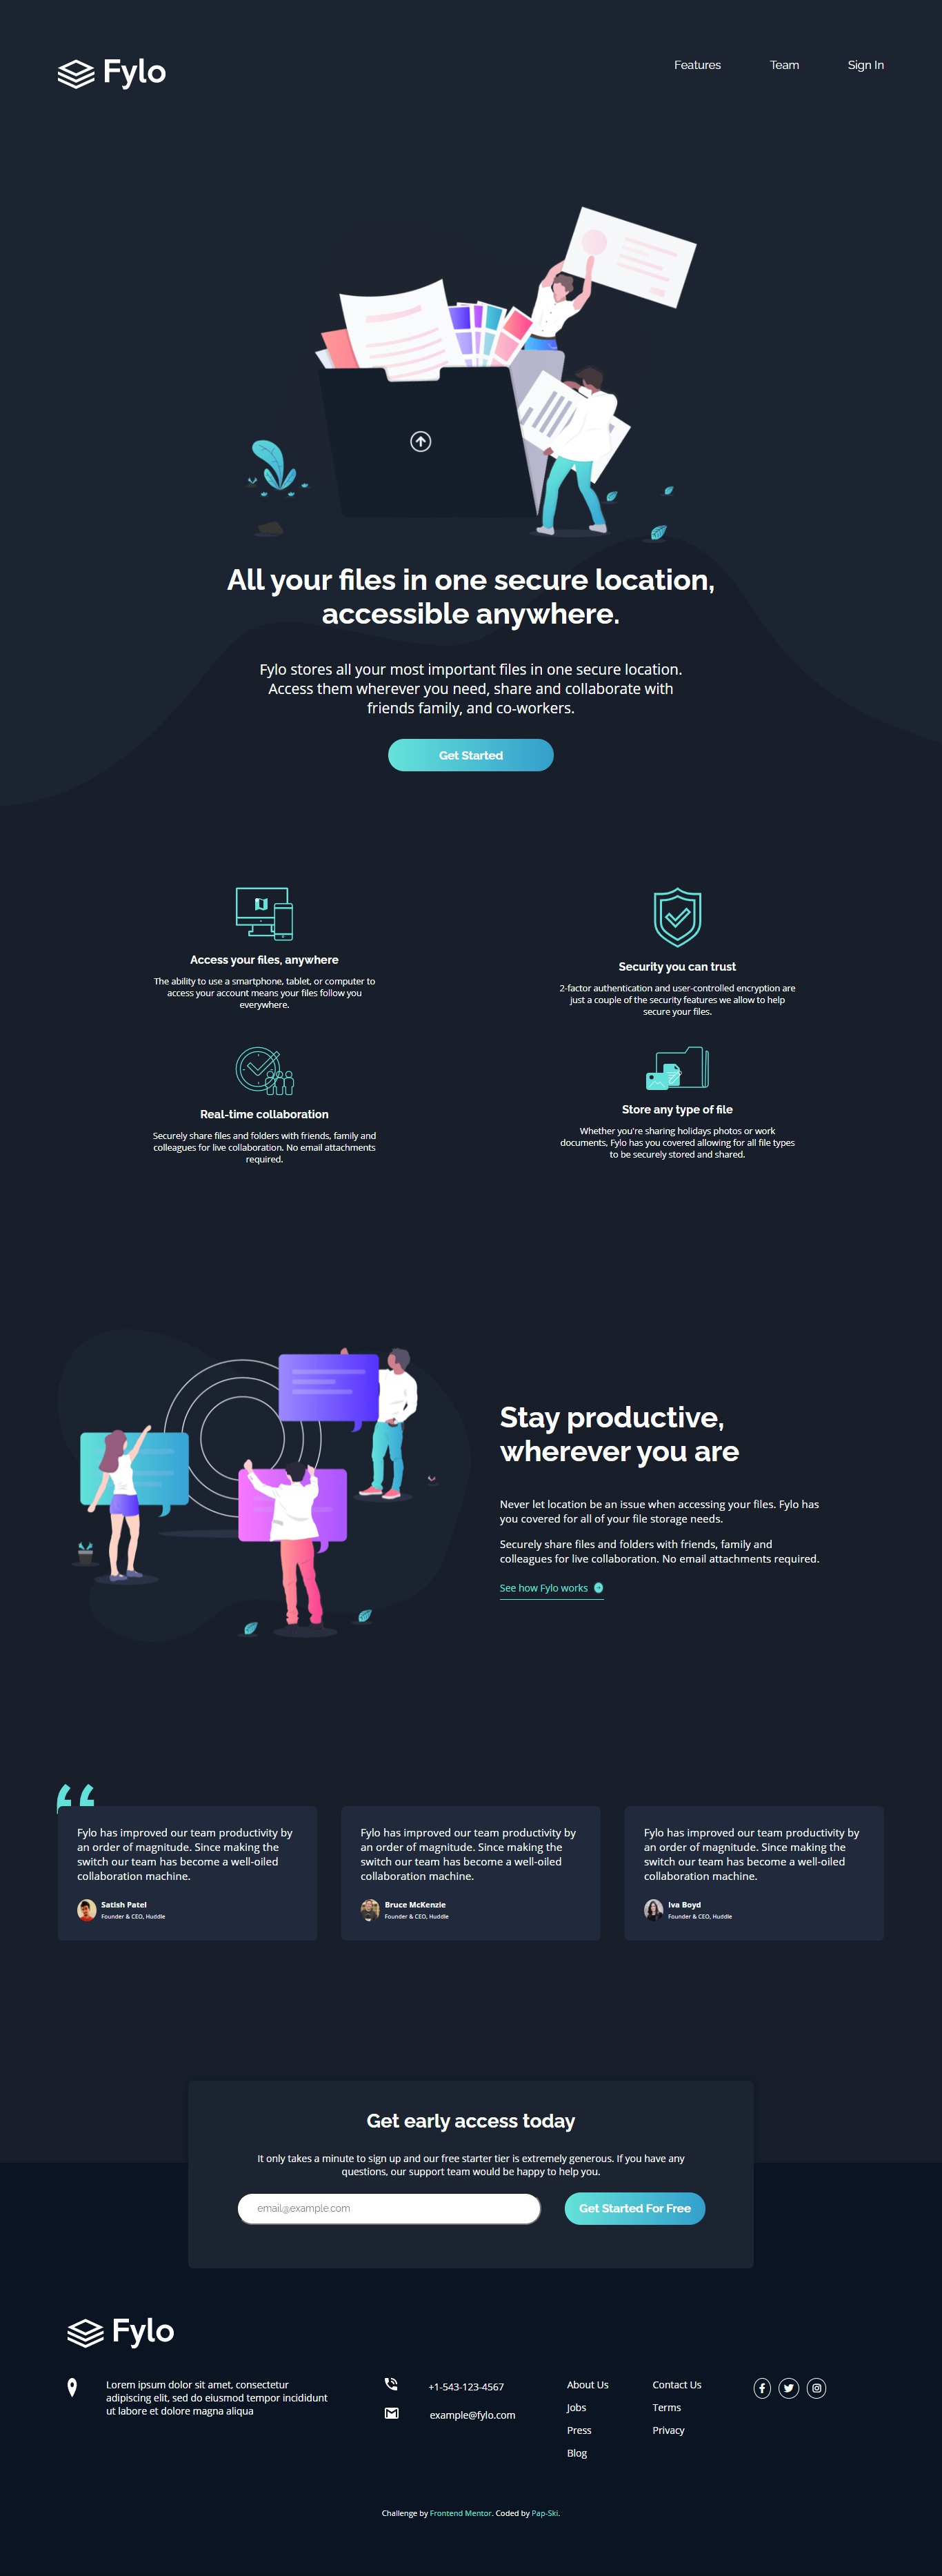 Fylo
Features Team Sign In
All your files in one secure location,
accessible anywhere.
Fylo stores all your most important files in one secure location.
Access them wherever you need, share and collaborate with
friends family, and co-workers.
Get Started
Access your files, anywhere
The ability to use a smartphone, tablet, or computer to
access your account means your files follow you
everywhere.
Security you can trust
2-factor authentication and user-controlled encryption are
just a couple of the security features we allow to help
secure your files.
Real-time collaboration
Securely share files and folders with friends, family and
colleagues for live collaboration. No email attachments
required.
Store any type of file
Whether you're sharing holidays photos or work
documents, Fylo has you covered allowing for all file types
to be securely stored and shared.
Stay productive,
wherever you are
Never let location be an issue when accessing your files. Fylo has
you covered for all of your file storage needs.
Securely share files and folders with friends, family and
colleagues for live collaboration. No email attachments required.
See how Fylo works
Fylo has improved our team productivity by
an order of magnitude. Since making the
switch our team has become a well-oiled
collaboration machine.
Satish Patel
Founder & CEO, Huddle
Fylo has improved our team productivity by
an order of magnitude. Since making the
switch our team has become a well-oiled
collaboration machine.
Bruce McKenzie
Founder & CEO, Huddle
Fylo has improved our team productivity by
an order of magnitude. Since making the
switch our team has become a well-oiled
collaboration machine.
Iva Boyd
Founder & CEO, Huddle
Get early access today
It only takes a minute to sign up and our free starter tier is extremely generous. If you have any
questions, our support team would be happy to help you.
email@example.com
Get Started For Free
Fylo
Lorem ipsum dolor sit amet, consectetur
adipiscing elit, sed do eiusmod tempor incididunt
ut labore et dolore magna aliqua
+1-543-123-4567
example@fylo.com
About Us
Jobs
Press
Blog
Contact Us
Terms
Privacy
Challenge by Frontend Mentor. Coded by Pap-Ski.